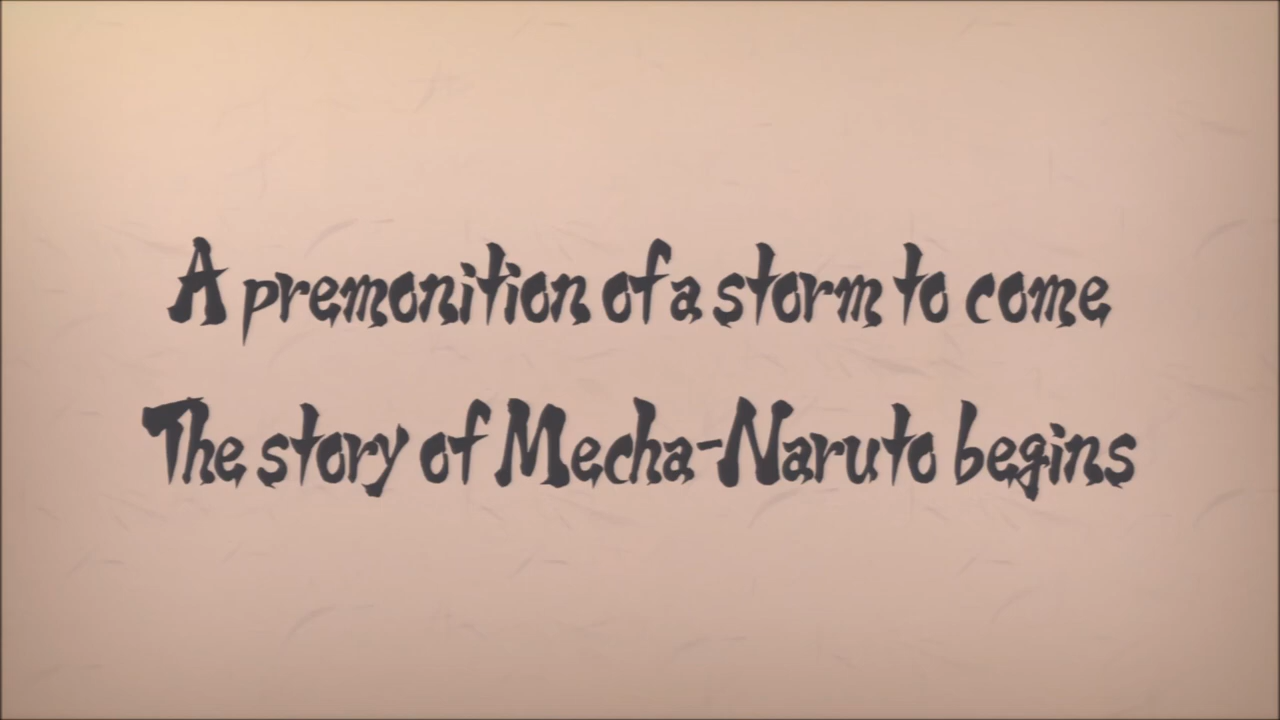 A premonition of a storm to come
The story of Mecha-Naruto begins